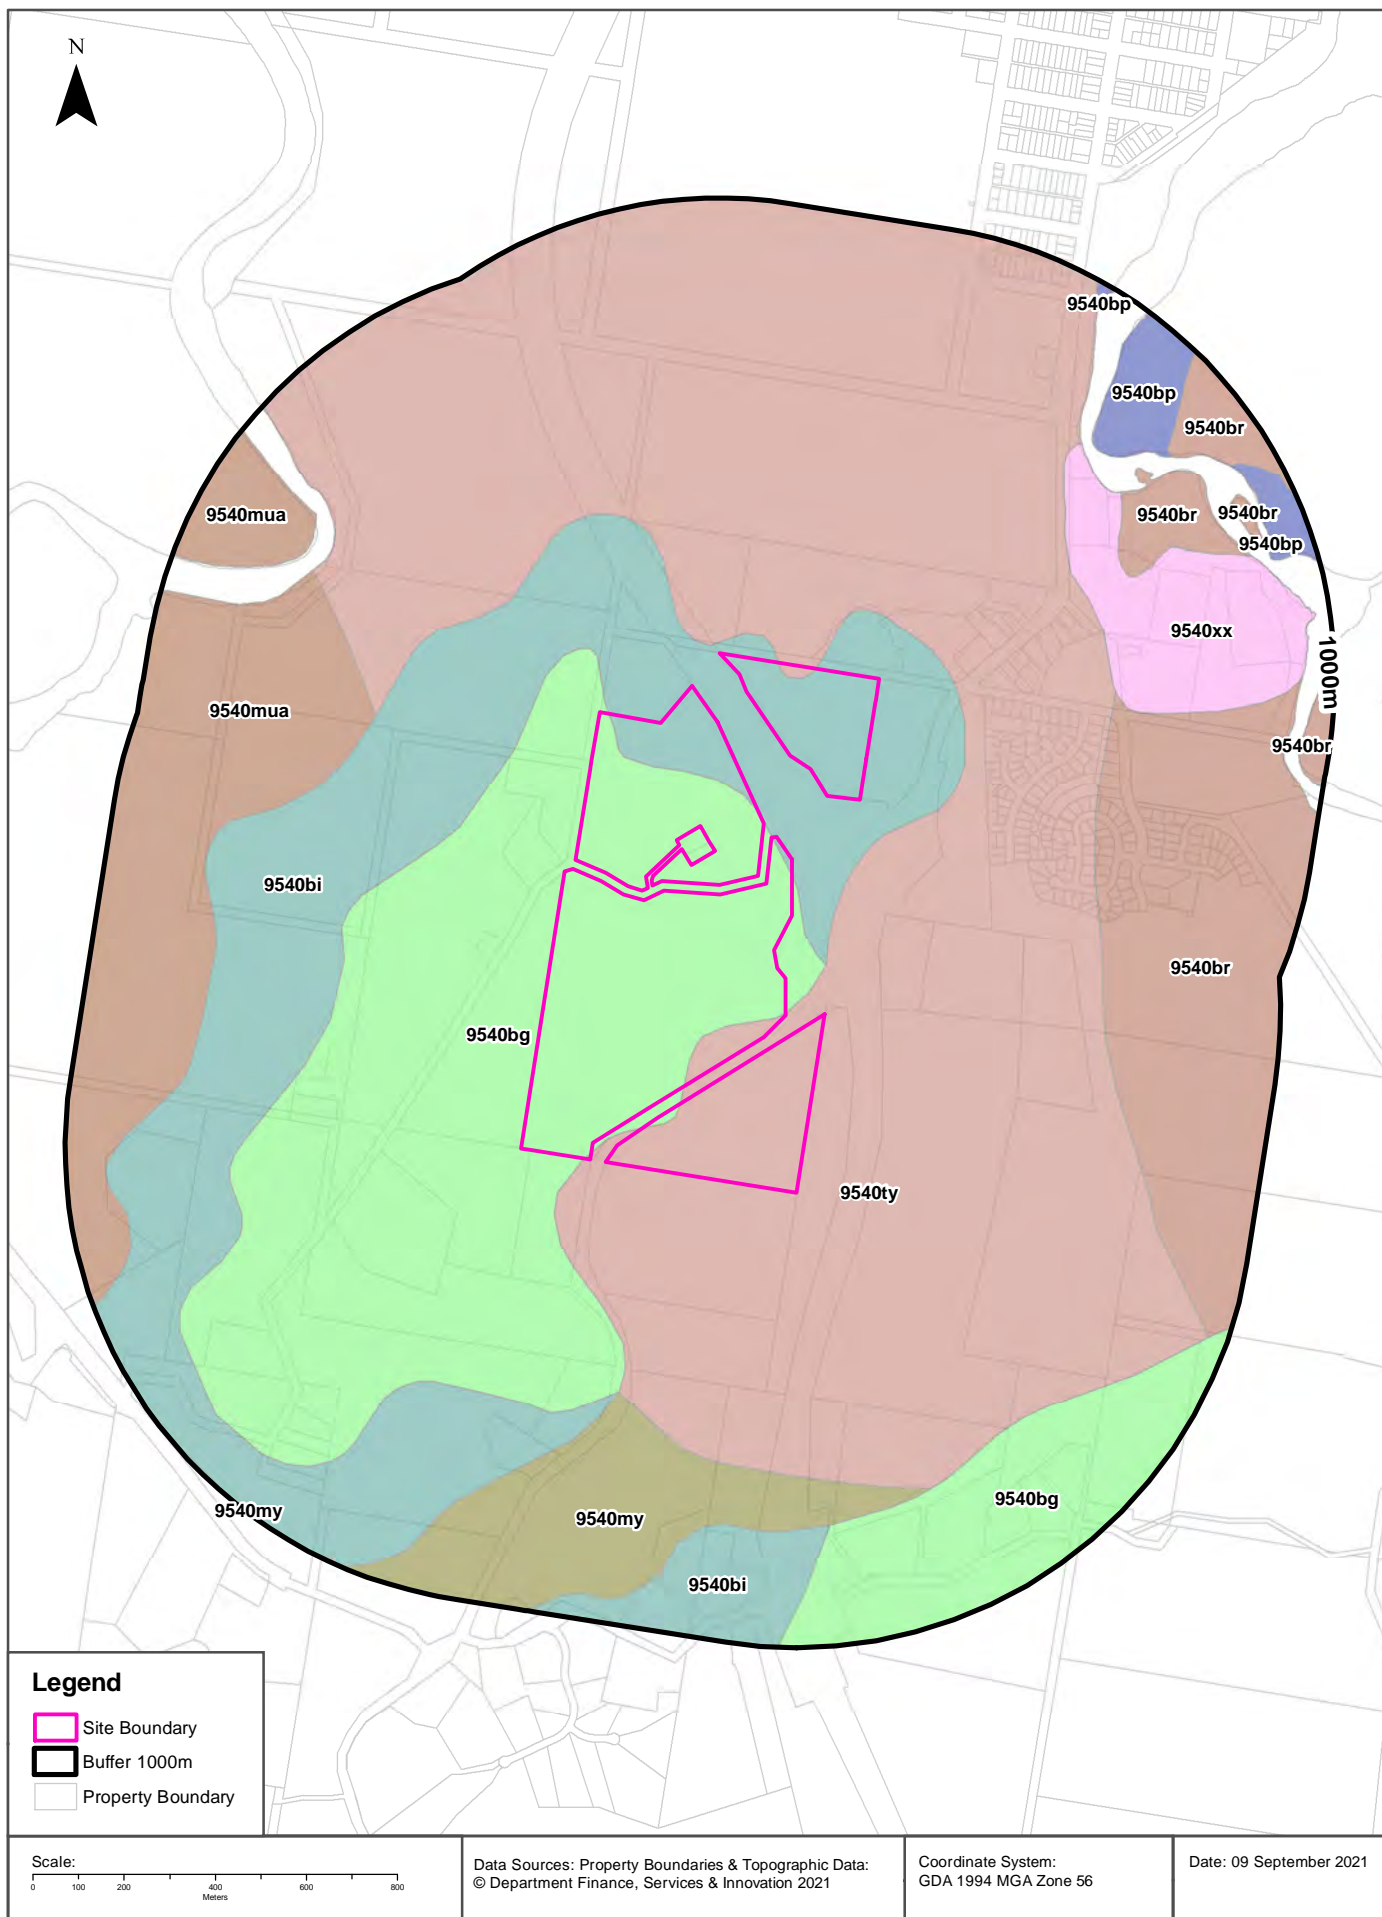 N
9540bp
9540bp
9540br
9540mua
9540br
9540br
9540bp
9540xx
1000m
9540mua
9540br
9540bi
9540br
9540bg
9540ty
9540bg
9540my
9540my
9540bi
Legend
Site Boundary
Buffer 1000m
Property Boundary
Scale:
0 100 200 400 600 800
Meters
Data Sources: Property Boundaries & Topographic Data:
© Department Finance, Services & Innovation 2021
Coordinate System:
GDA 1994 MGA Zone 56
Date: 09 September 2021